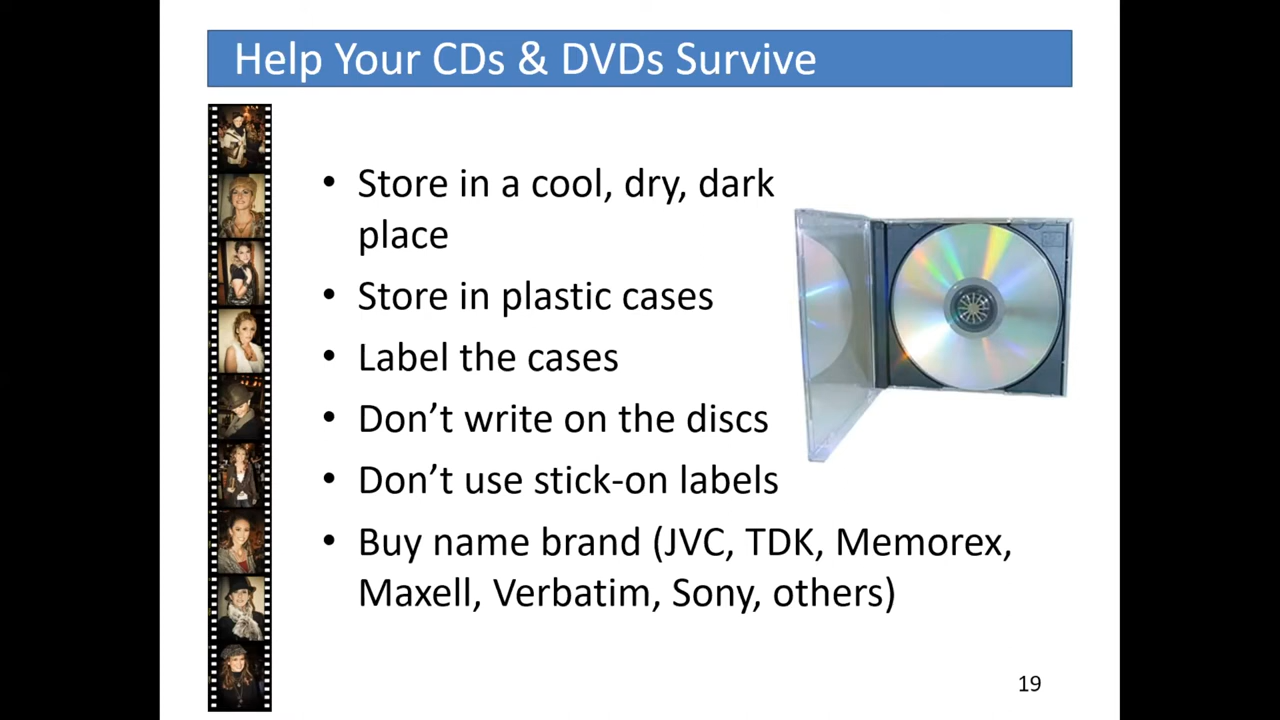 Help Your CDs & DVDs Survive
• Store in a cool, dry, dark
place
• Store in plastic cases
• Label the cases
• Don’t write on the discs
• Don’t use stick-on labels
• Buy name brand (JVC, TDK, Memorex,
Maxell, Verbatim, Sony, others)
19